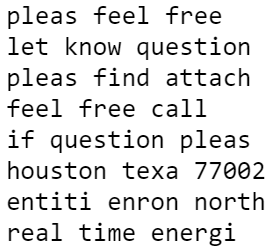 pleas feel free
let know question
pleas find attach
feel free call
if question pleas
houston texa 77002
entiti enron north
real time energi